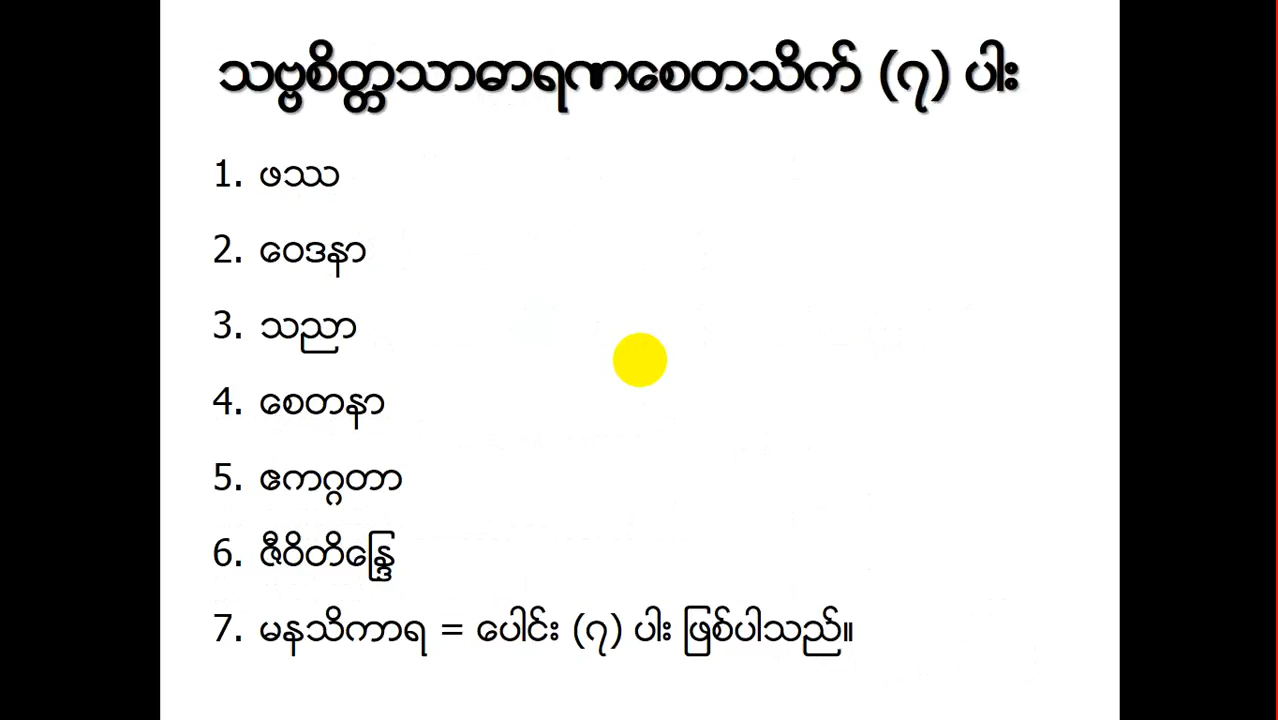 သဗ္ဗစိတ္တသာဓာရဏစေတသိက် (၇) ပါး
1. ဖဿ
2. ဝေဒနာ
3. သညာ
4. စေတနာ
5. ဧကဂ္ဂတာ
6. ဇီဝိတိန္ဒြေ
7. မနသိကာရ = ပေါင်း (၇) ပါး ဖြစ်ပါသည်။